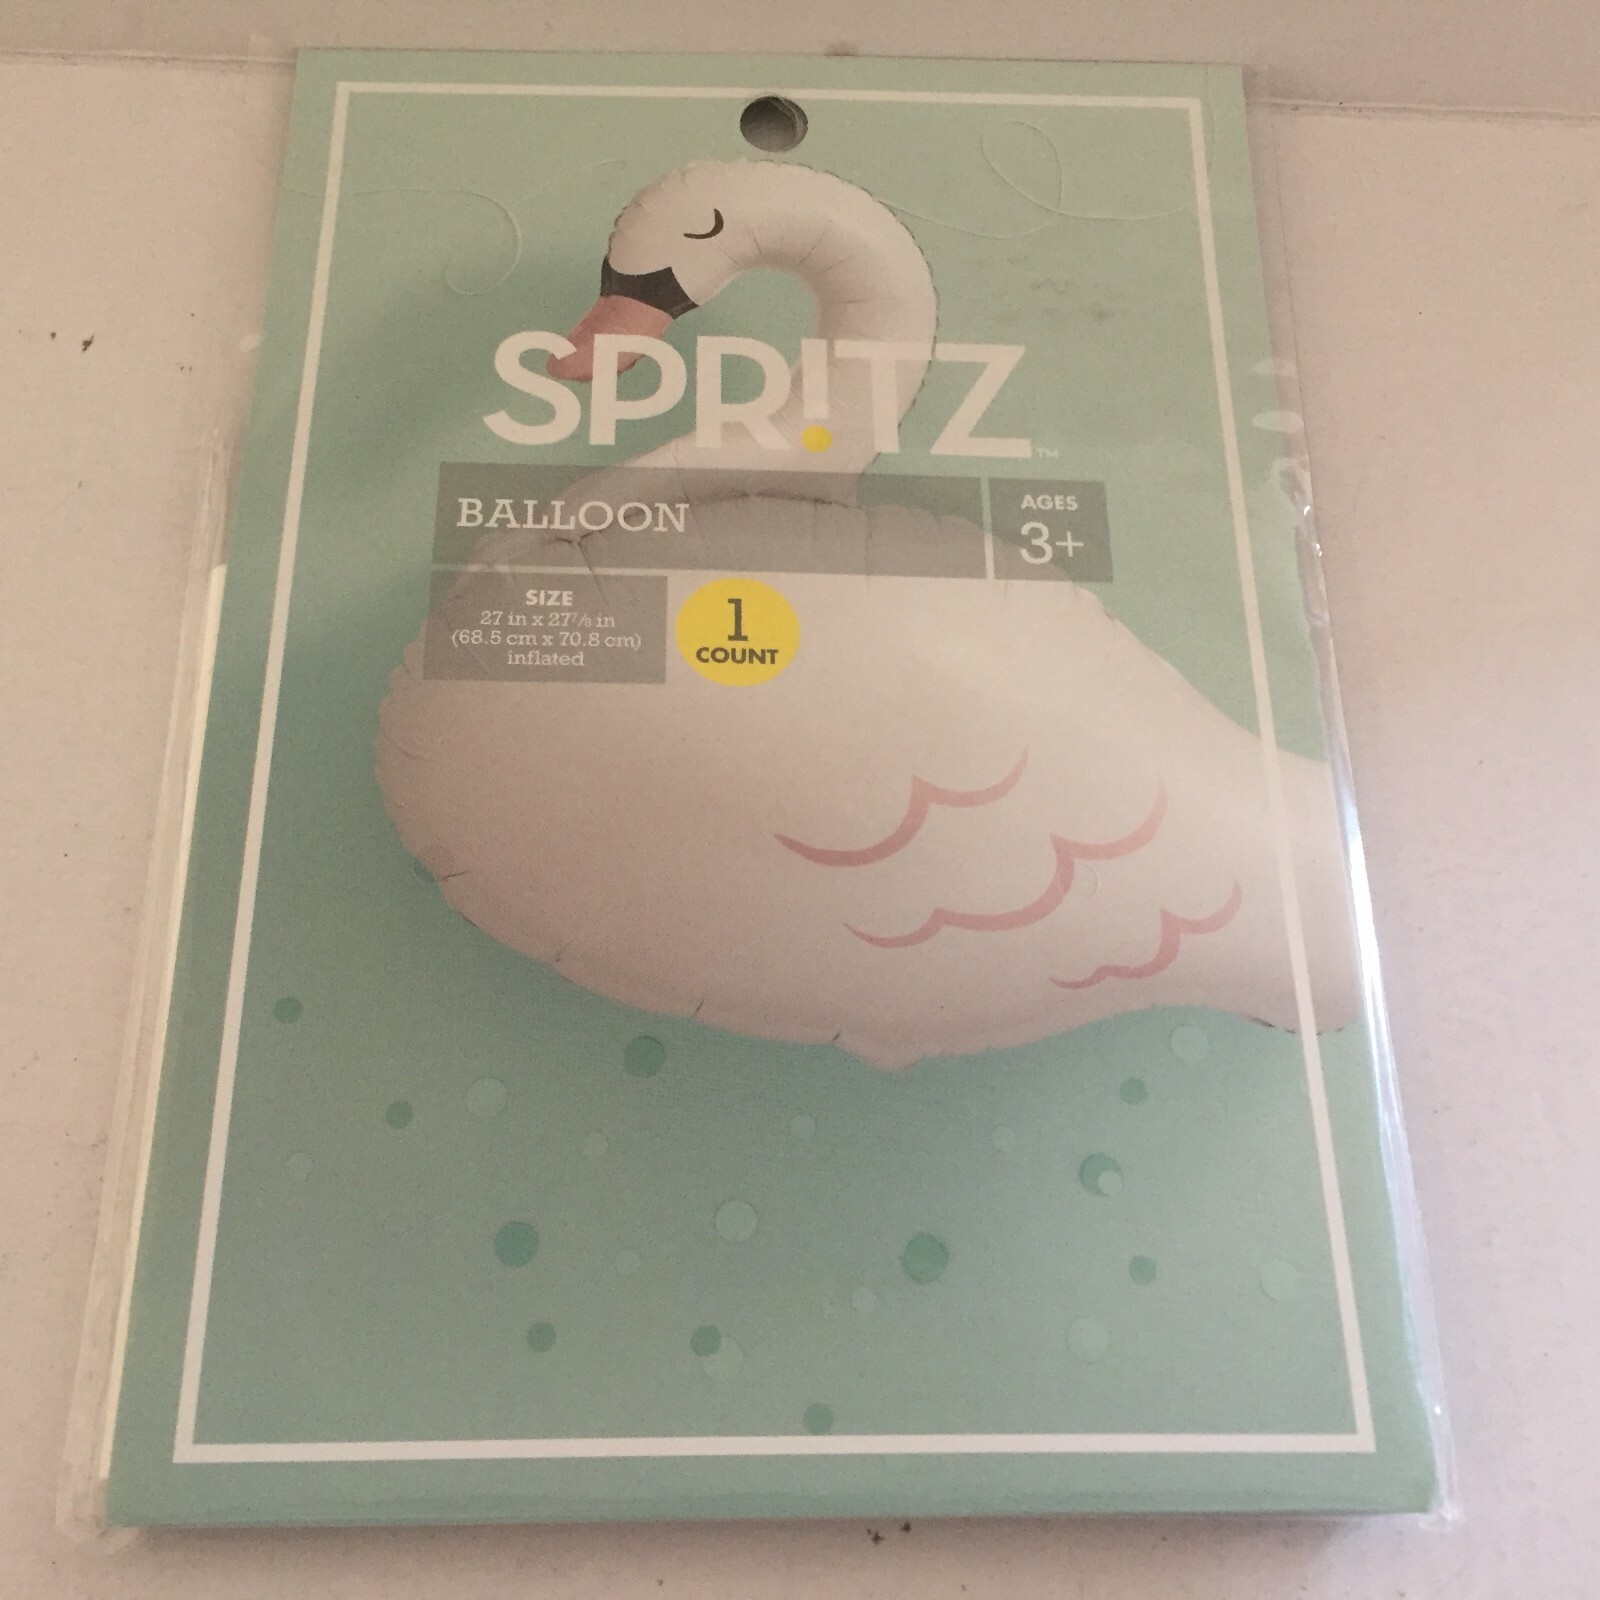 SPR!TZ™
BALLOON
AGES
3+
SIZE
27 in x 27⅞ in
(68.5 cm x 70.8 cm)
inflated
1
COUNT